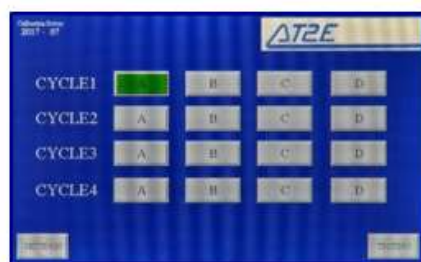 2017 - 07
AT2E
CYCLE1 A B C D
CYCLE2 A B C D
CYCLE3 A B C D
CYCLE4 A B C D